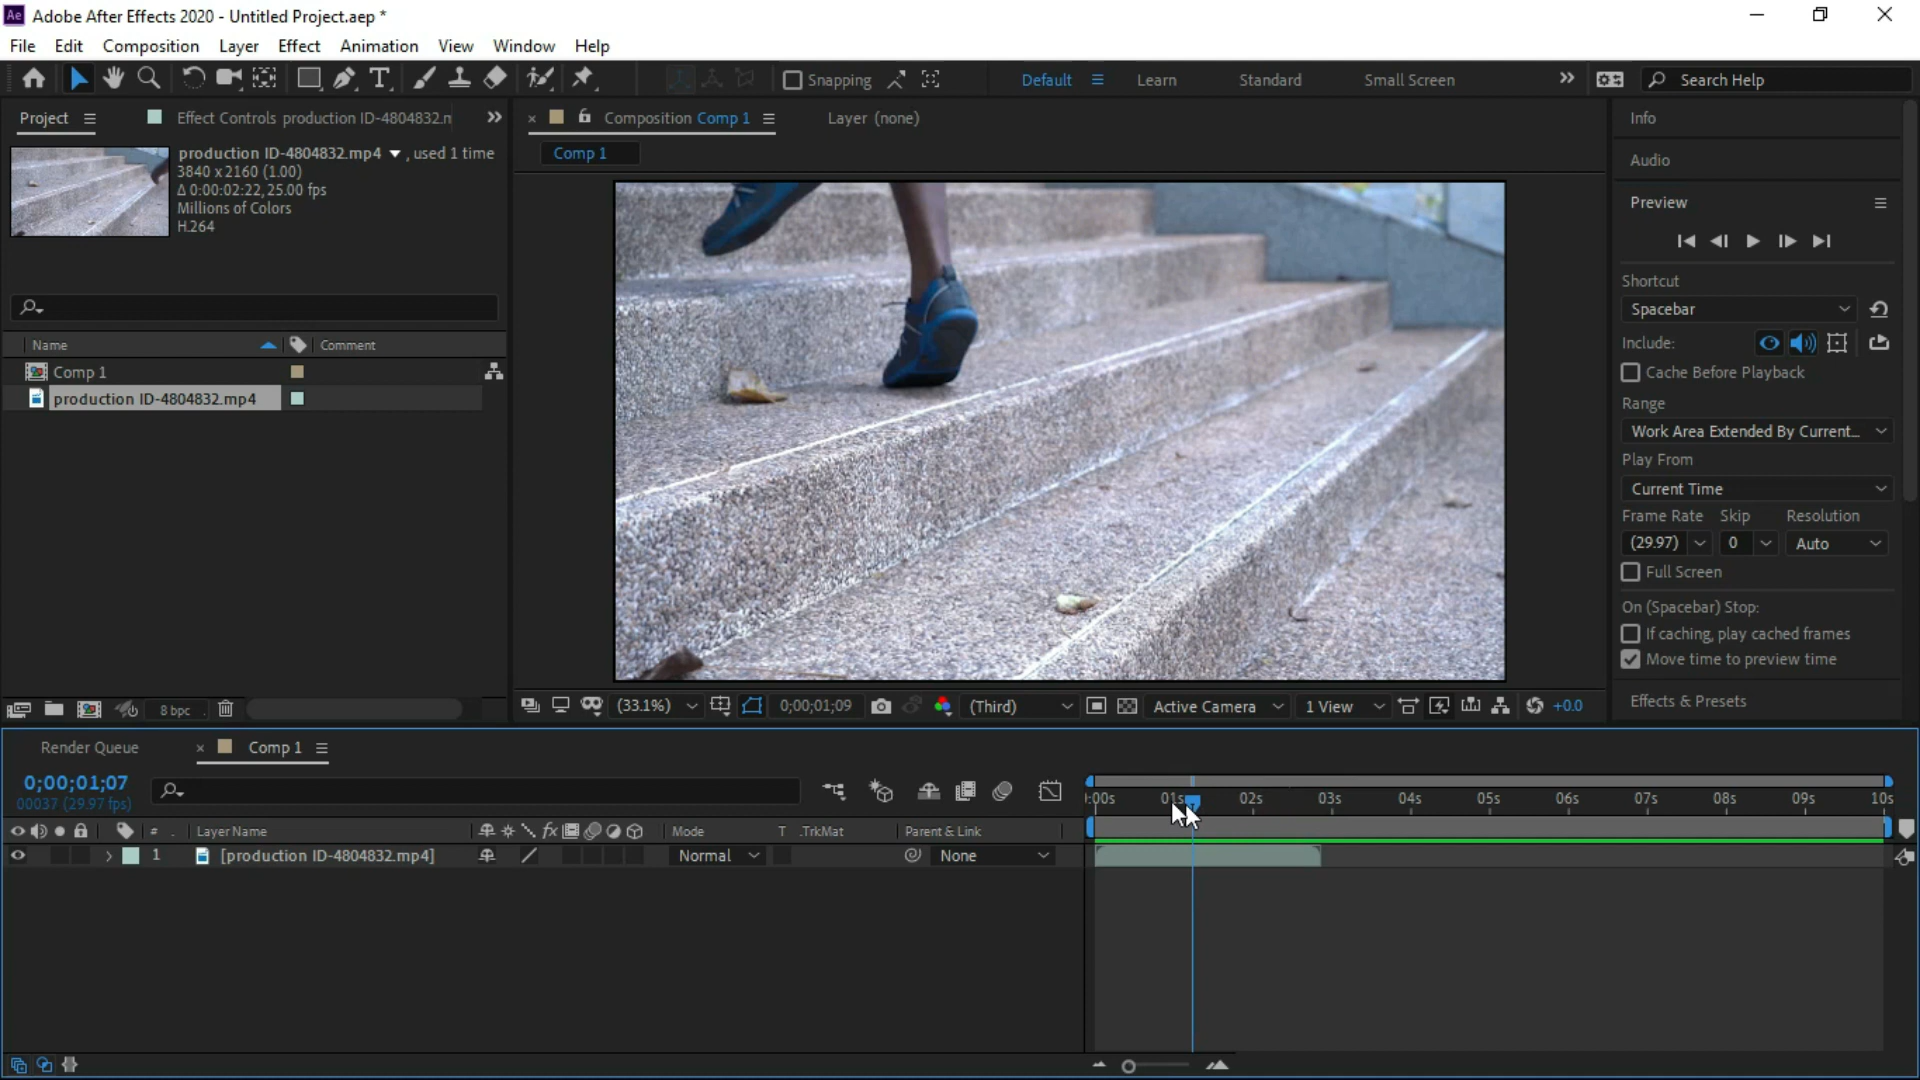 Ae Adobe After Effects 2020 - Untitled Project.aep *
File Edit Composition Layer Effect Animation View Window Help
Snapping Default Learn Standard Small Screen Search Help
Project Effect Controls production ID-4804832.n
Composition Comp 1 Layer (none)
Comp 1
production ID-4804832.mp4 , used 1 time
3840 x 2160 (1.00)
Δ 0:00:02:22, 25.00 fps
Millions of Colors
H.264
Name Comment
Comp 1
production ID-4804832.mp4
8 bpc
(33.1%) 0;00;01;09 (Third) Active Camera 1 View +0.0
Info
Audio
Preview
Shortcut
Spacebar
Include:
Cache Before Playback
Range
Work Area Extended By Current...
Play From
Current Time
Frame Rate Skip Resolution
(29.97) 0 Auto
Full Screen
On (Spacebar) Stop:
If caching, play cached frames
Move time to preview time
Effects & Presets
Render Queue Comp 1
0;00;01;07
00037 (29.97 fps)
:00s 01s 02s 03s 04s 05s 06s 07s 08s 09s 10s
# Layer Name fx Mode T .TrkMat Parent & Link
1 [production ID-4804832.mp4] Normal None